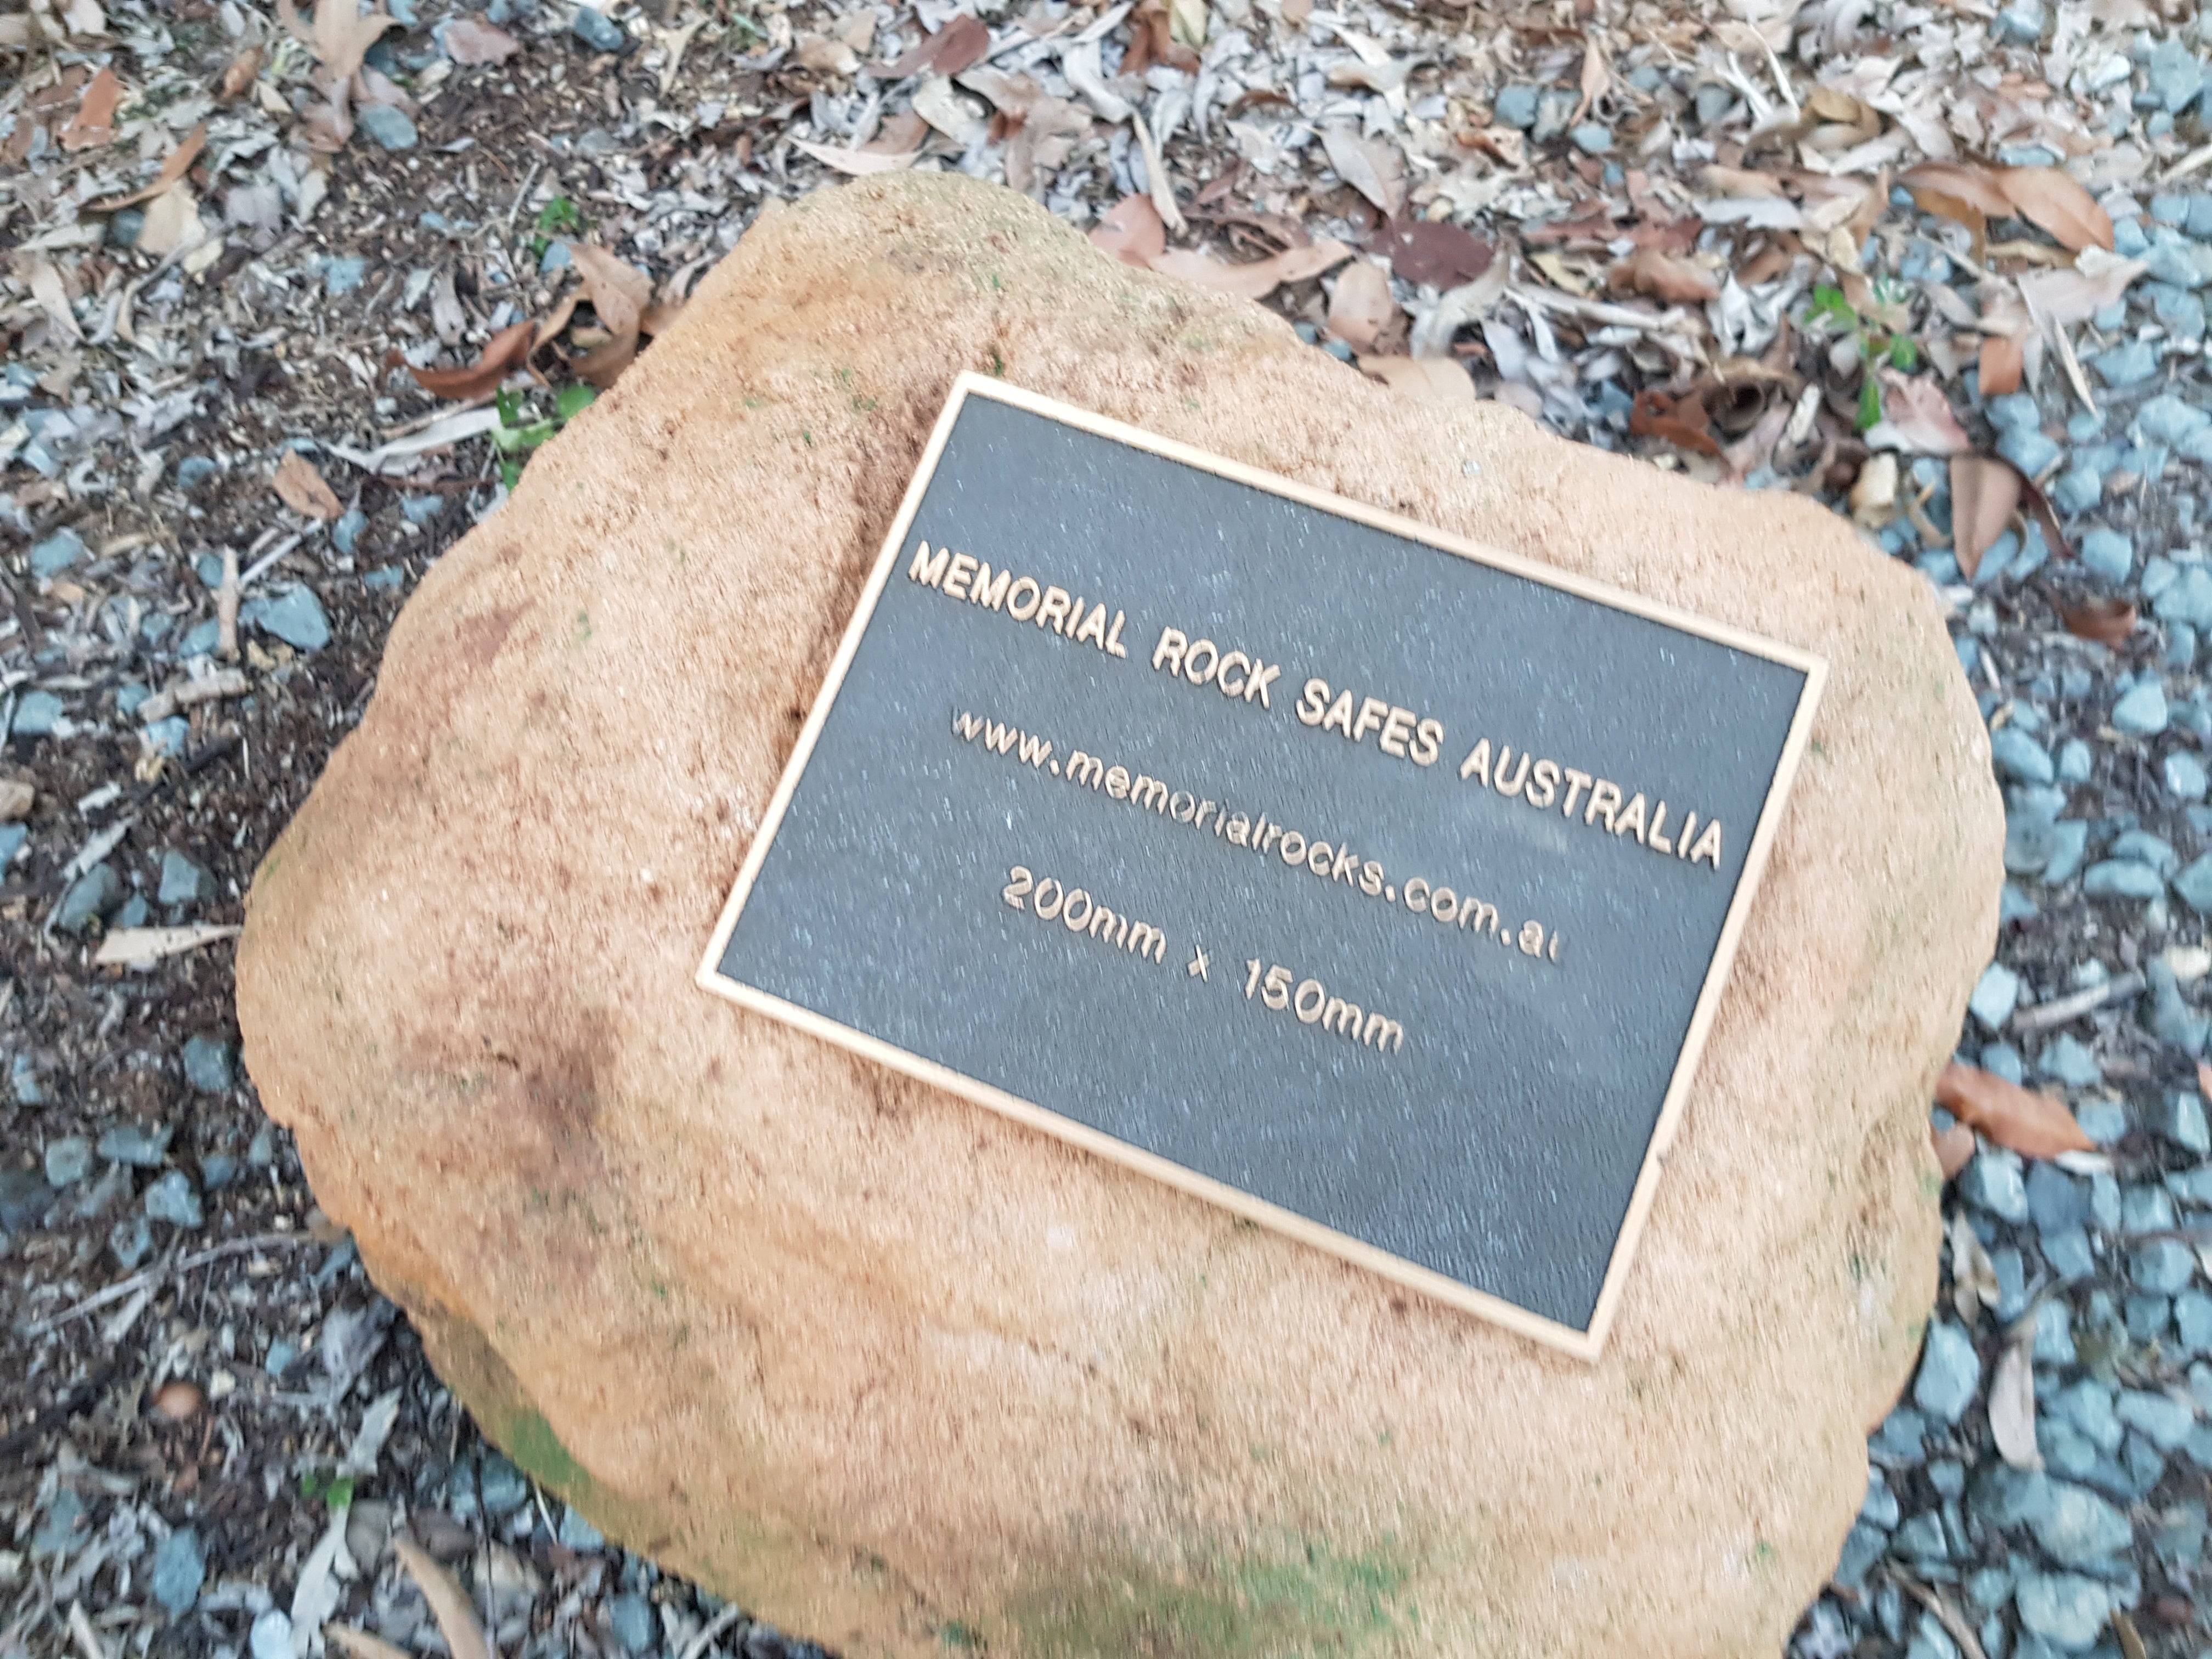 MEMORIAL ROCK SAFES AUSTRALIA
www.memorialrocks.com.au
200mm x 150mm